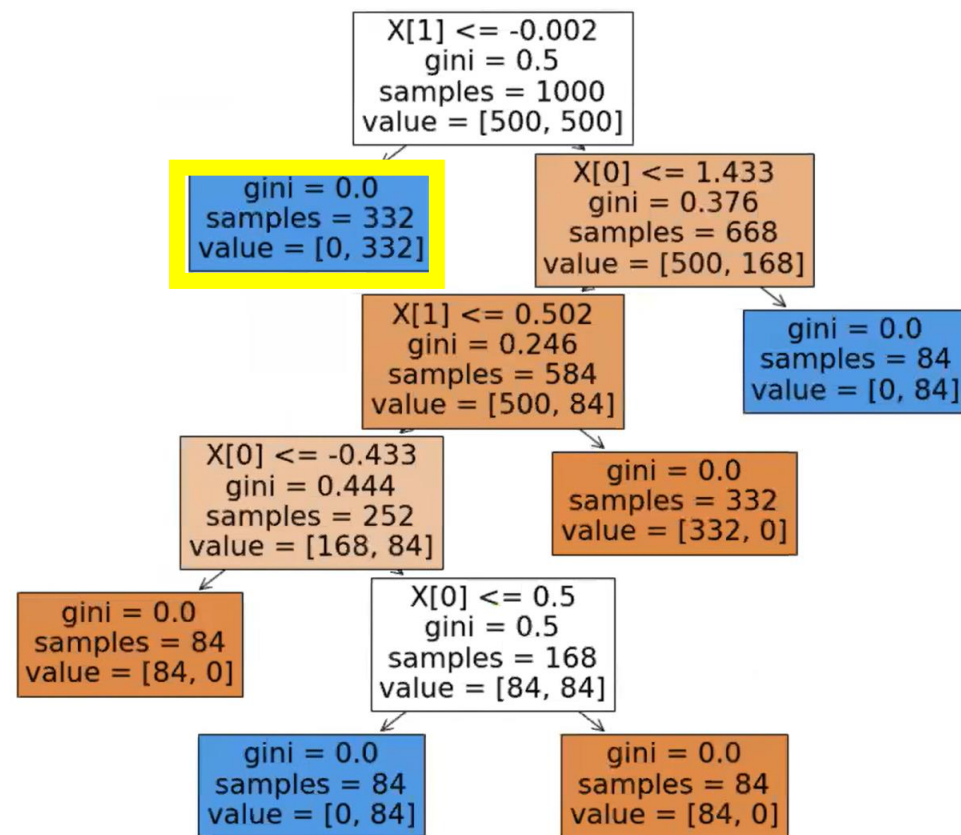 X[1] <= -0.002
gini = 0.5
samples = 1000
value = [500, 500]
gini = 0.0
samples = 332
value = [0, 332]
X[0] <= 1.433
gini = 0.376
samples = 668
value = [500, 168]
X[1] <= 0.502
gini = 0.246
samples = 584
value = [500, 84]
gini = 0.0
samples = 84
value = [0, 84]
X[0] <= -0.433
gini = 0.444
samples = 252
value = [168, 84]
gini = 0.0
samples = 332
value = [332, 0]
gini = 0.0
samples = 84
value = [84, 0]
X[0] <= 0.5
gini = 0.5
samples = 168
value = [84, 84]
gini = 0.0
samples = 84
value = [0, 84]
gini = 0.0
samples = 84
value = [84, 0]